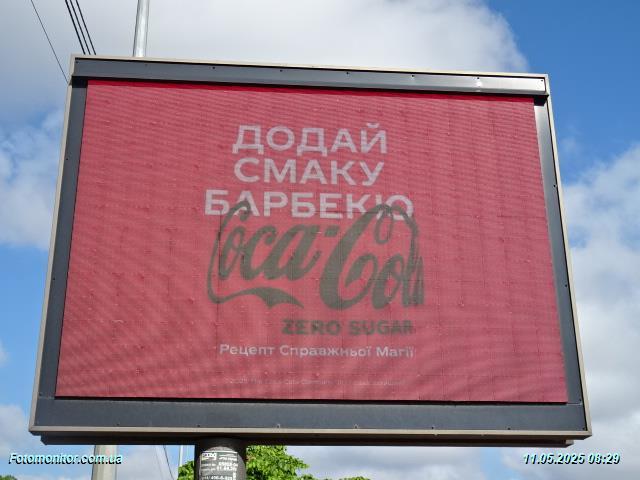 ДОДАЙ
СМАКУ
БАРБЕКЮ
Coca-Cola
ZERO SUGAR
Рецепт Справжньої Магії
Fotomonitor.com.ua
11.05.2025 08:29